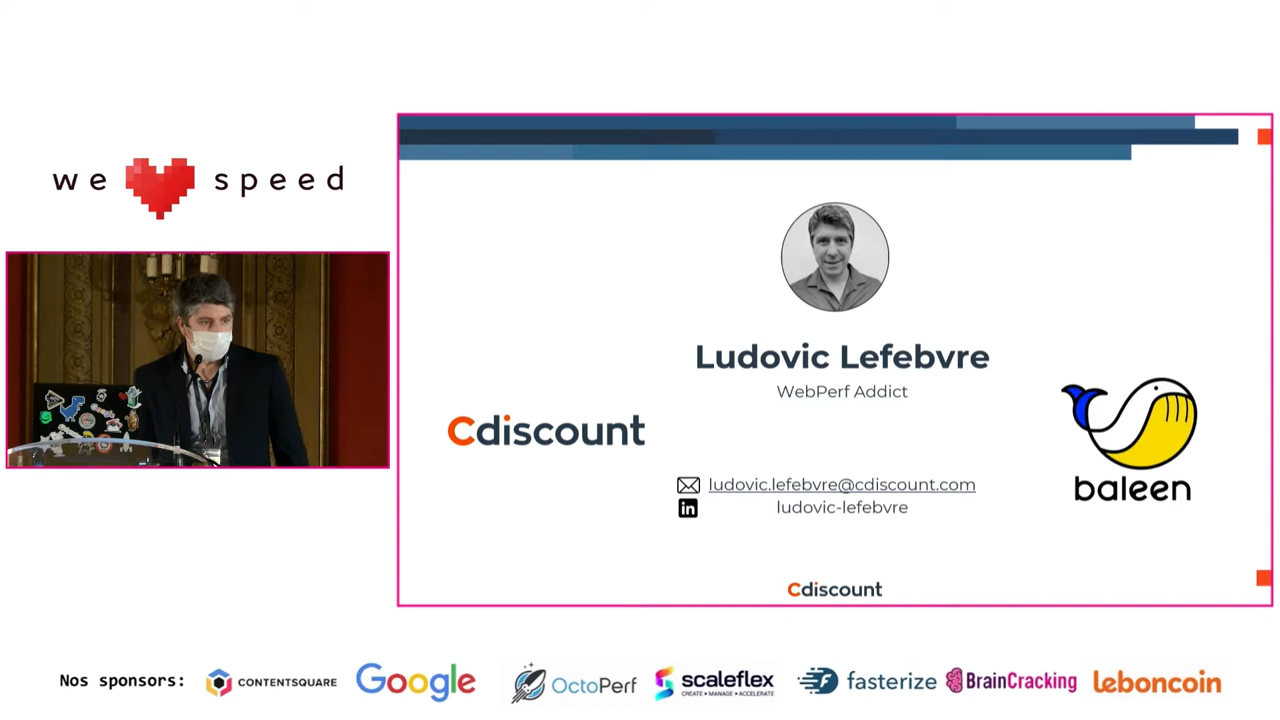 we speed
Ludovic Lefebvre
WebPerf Addict
Cdiscount
baleen
ludovic.lefebvre@cdiscount.com
in
ludovic-lefebvre
Cdiscount
Nos sponsors:
CONTENTSQUARE
Google
OctoPerf
scaleflex
CREATE • MANAGE • ACCELERATE
fasterize
BrainCracking
leboncoin